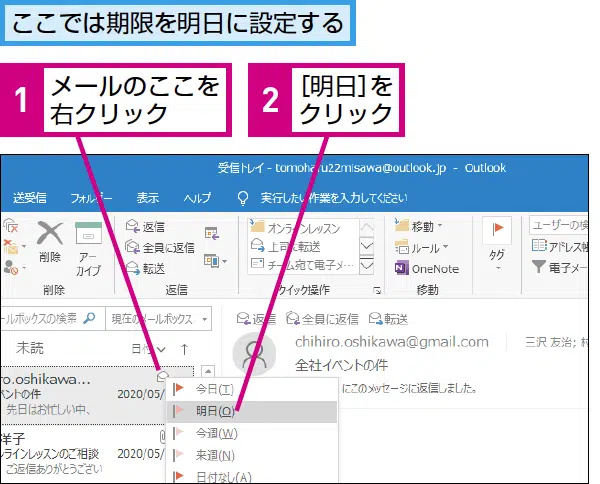 ここでは期限を明日に設定する
1 メールのここを
右クリック
2 [明日]を
クリック
受信トレイ - tomoharu22misawa@outlook.jp - Outlook
送受信 フォルダー 表示 ヘルプ 実行したい作業を入力してください
削除
アー
カイブ
削除
返信
全員に返信
転送
返信
オンラインレッスン
上司に転送
チーム宛て電子メ…
クイック操作
移動
ルール
OneNote
移動
タグ
ユーザーの検
アドレス帳
電子メー
ールボックスの検索 現在のメールボックス
未読 日付
ro.oshikawa...
ベントの件 2020/05/
先日はお忙しい中、
洋子
ンラインレッスンのご相談 2020/05/
ご返信ありがとうござい
返信 全員に返信 転送
chihiro.oshikawa@gmail.com 三沢 友治; 村
全社イベントの件
にこのメッセージに返信しました。
今日(T)
明日(O)
今週(W)
来週(N)
日付なし(A)